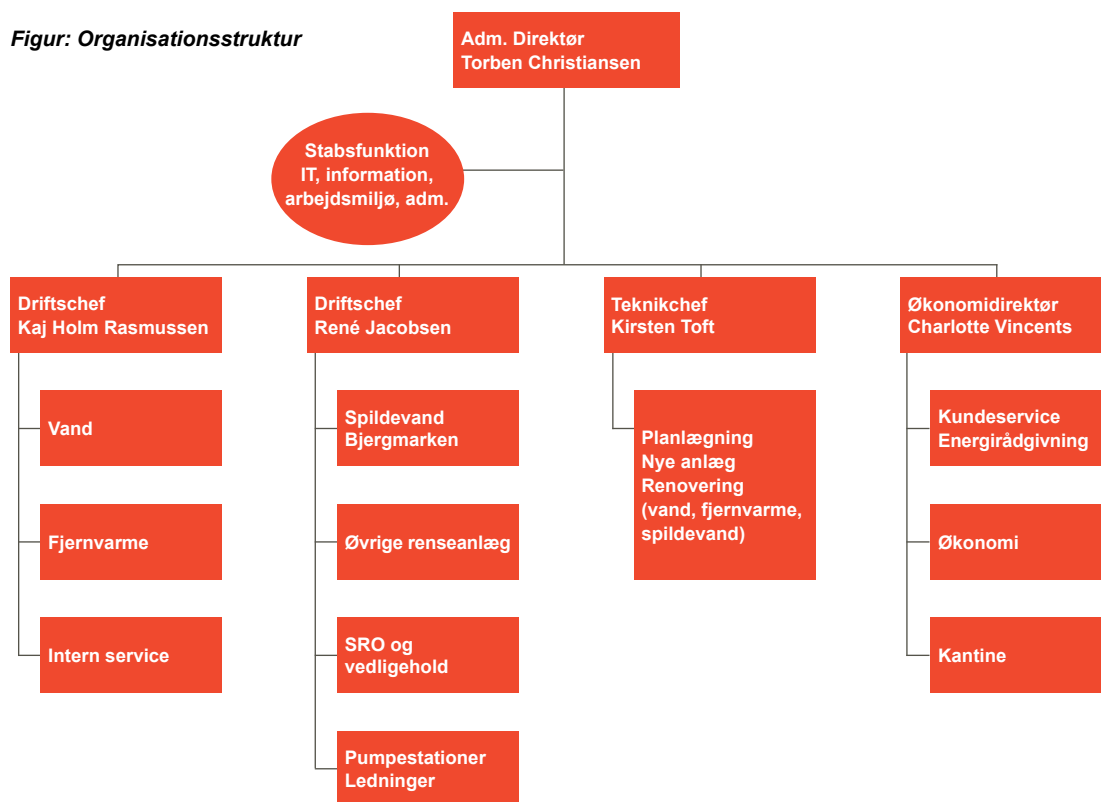 Figur: Organisationsstruktur
Adm. Direktør
Torben Christiansen
Stabsfunktion
IT, information,
arbejdsmiljø, adm.
Driftschef
Kaj Holm Rasmussen
Vand
Fjernvarme
Intern service
Driftschef
René Jacobsen
Spildevand
Bjergmarken
Øvrige renseanlæg
SRO og
vedligehold
Pumpestationer
Ledninger
Teknikchef
Kirsten Toft
Planlægning
Nye anlæg
Renovering
(vand, fjernvarme,
spildevand)
Økonomidirektør
Charlotte Vincents
Kundeservice
Energirådgivning
Økonomi
Kantine